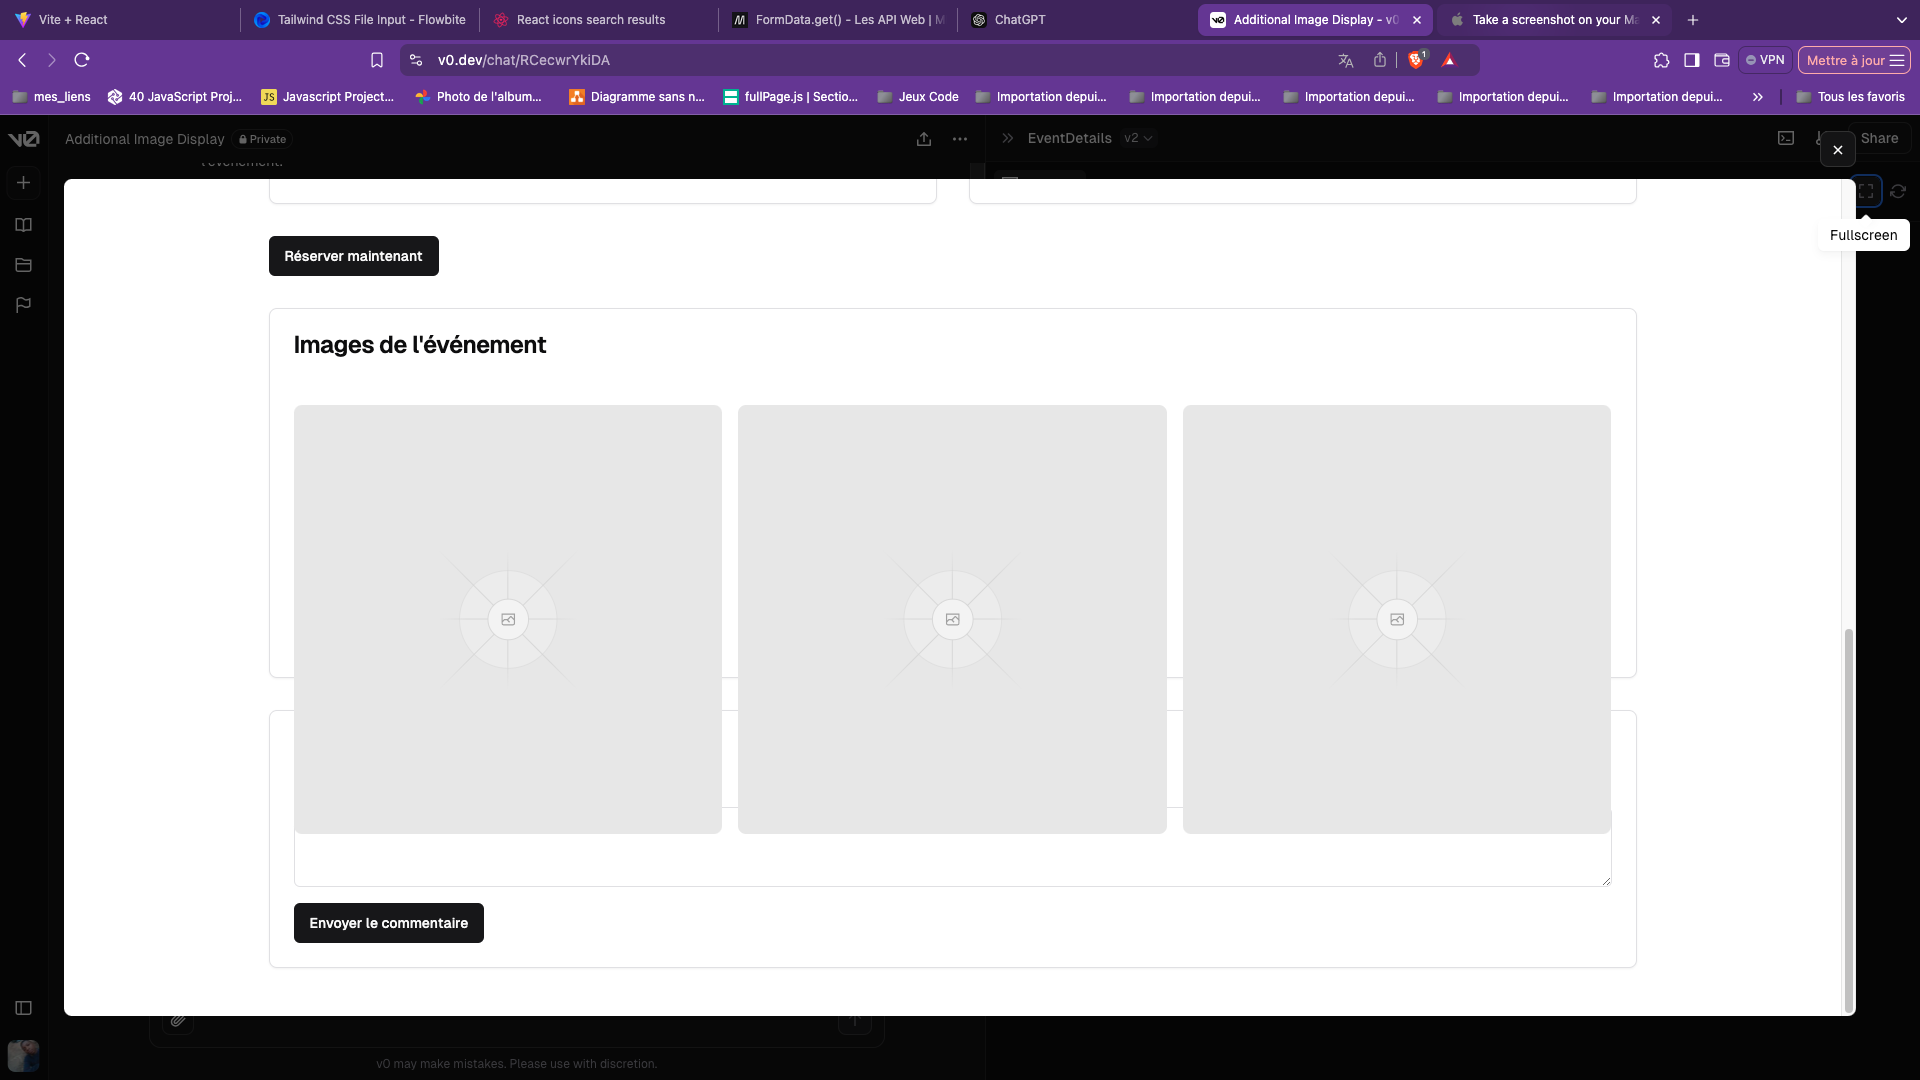 Vite + React
Tailwind CSS File Input - Flowbite
React icons search results
FormData.get() - Les API Web | M
ChatGPT
Additional Image Display - v0
Take a screenshot on your Ma
v0.dev/chat/RCecwrYkiDA
1
VPN
Mettre à jour
mes_liens
40 JavaScript Proj...
JS Javascript Project...
Photo de l'album...
Diagramme sans n...
fullPage.js | Sectio...
Jeux Code
Importation depui...
Importation depui...
Importation depui...
Importation depui...
Importation depui...
Tous les favoris
Additional Image Display
Private
EventDetails
v2
Share
l'événement.
Fullscreen
Réserver maintenant
Images de l'événement
Envoyer le commentaire
v0 may make mistakes. Please use with discretion.